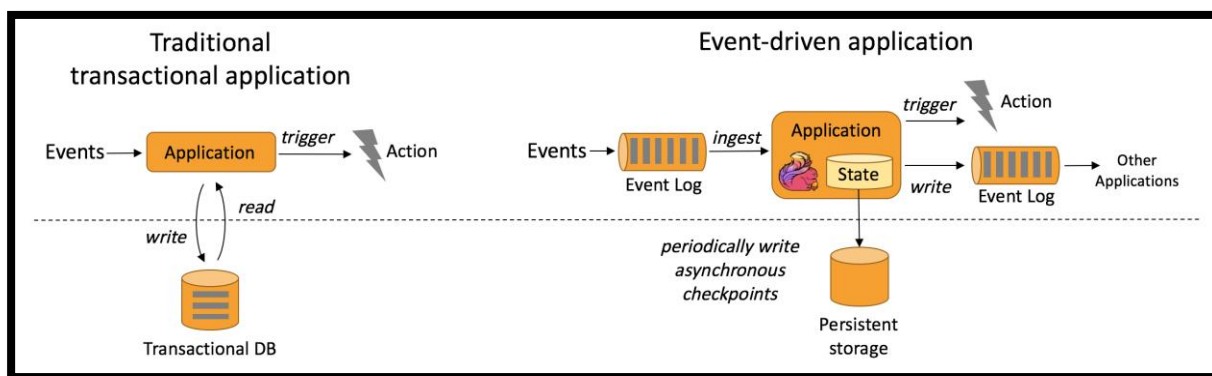 Traditional
transactional application
Events
Application
trigger
Action
write
read
Transactional DB
Event-driven application
Events
Event Log
ingest
Application
State
trigger
Action
write
Event Log
Other
Applications
periodically write
asynchronous
checkpoints
Persistent
storage